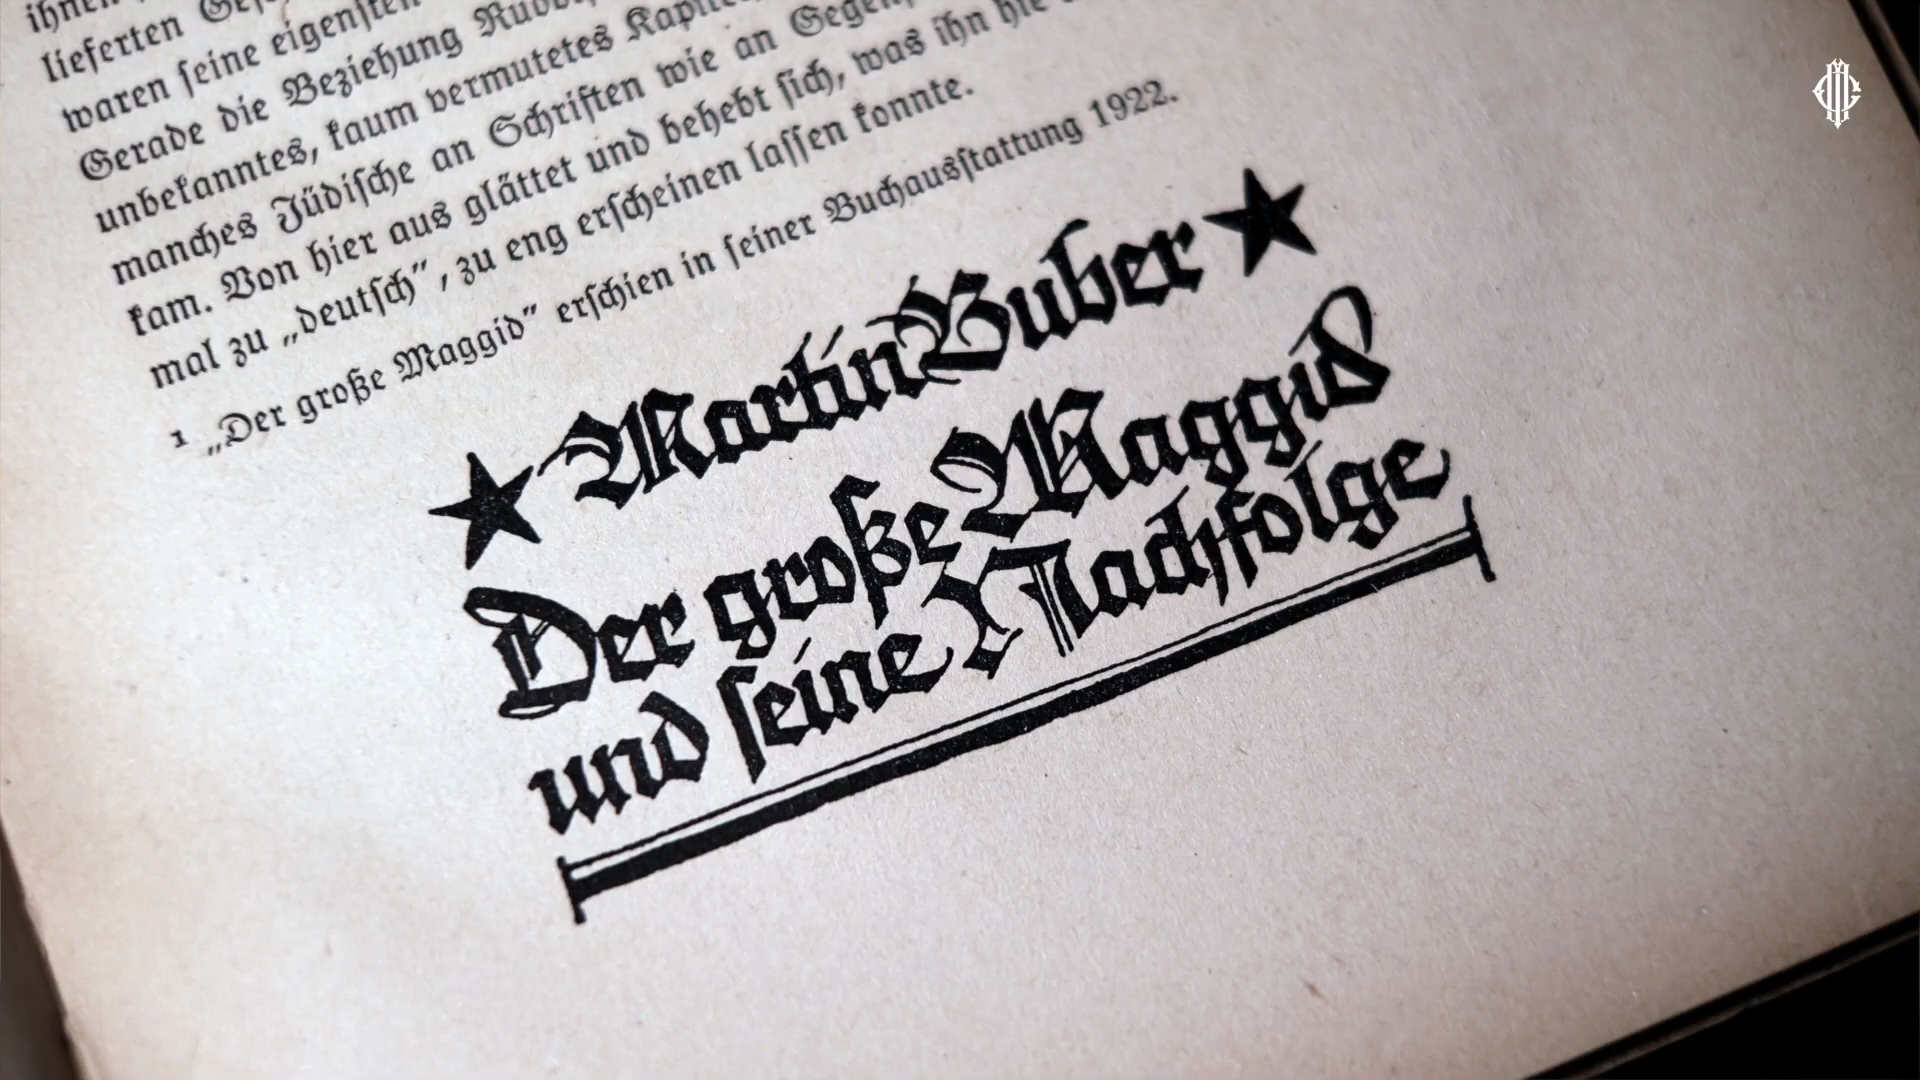 ihnen
lieferten
waren seine eigensten
Gerade die Beziehung
unbekanntes, kaum vermutetes
manches Jüdische an Schriften wie an
kam. Von hier aus glättet und behebt sich, was ihn hie
mal zu „deutsch”, zu eng erscheinen lassen konnte.
¹ „Der große Maggid” erschien in seiner Buchausstattung 1922.
★ Martin Buber ★
Der große Maggid
und seine Nachfolge